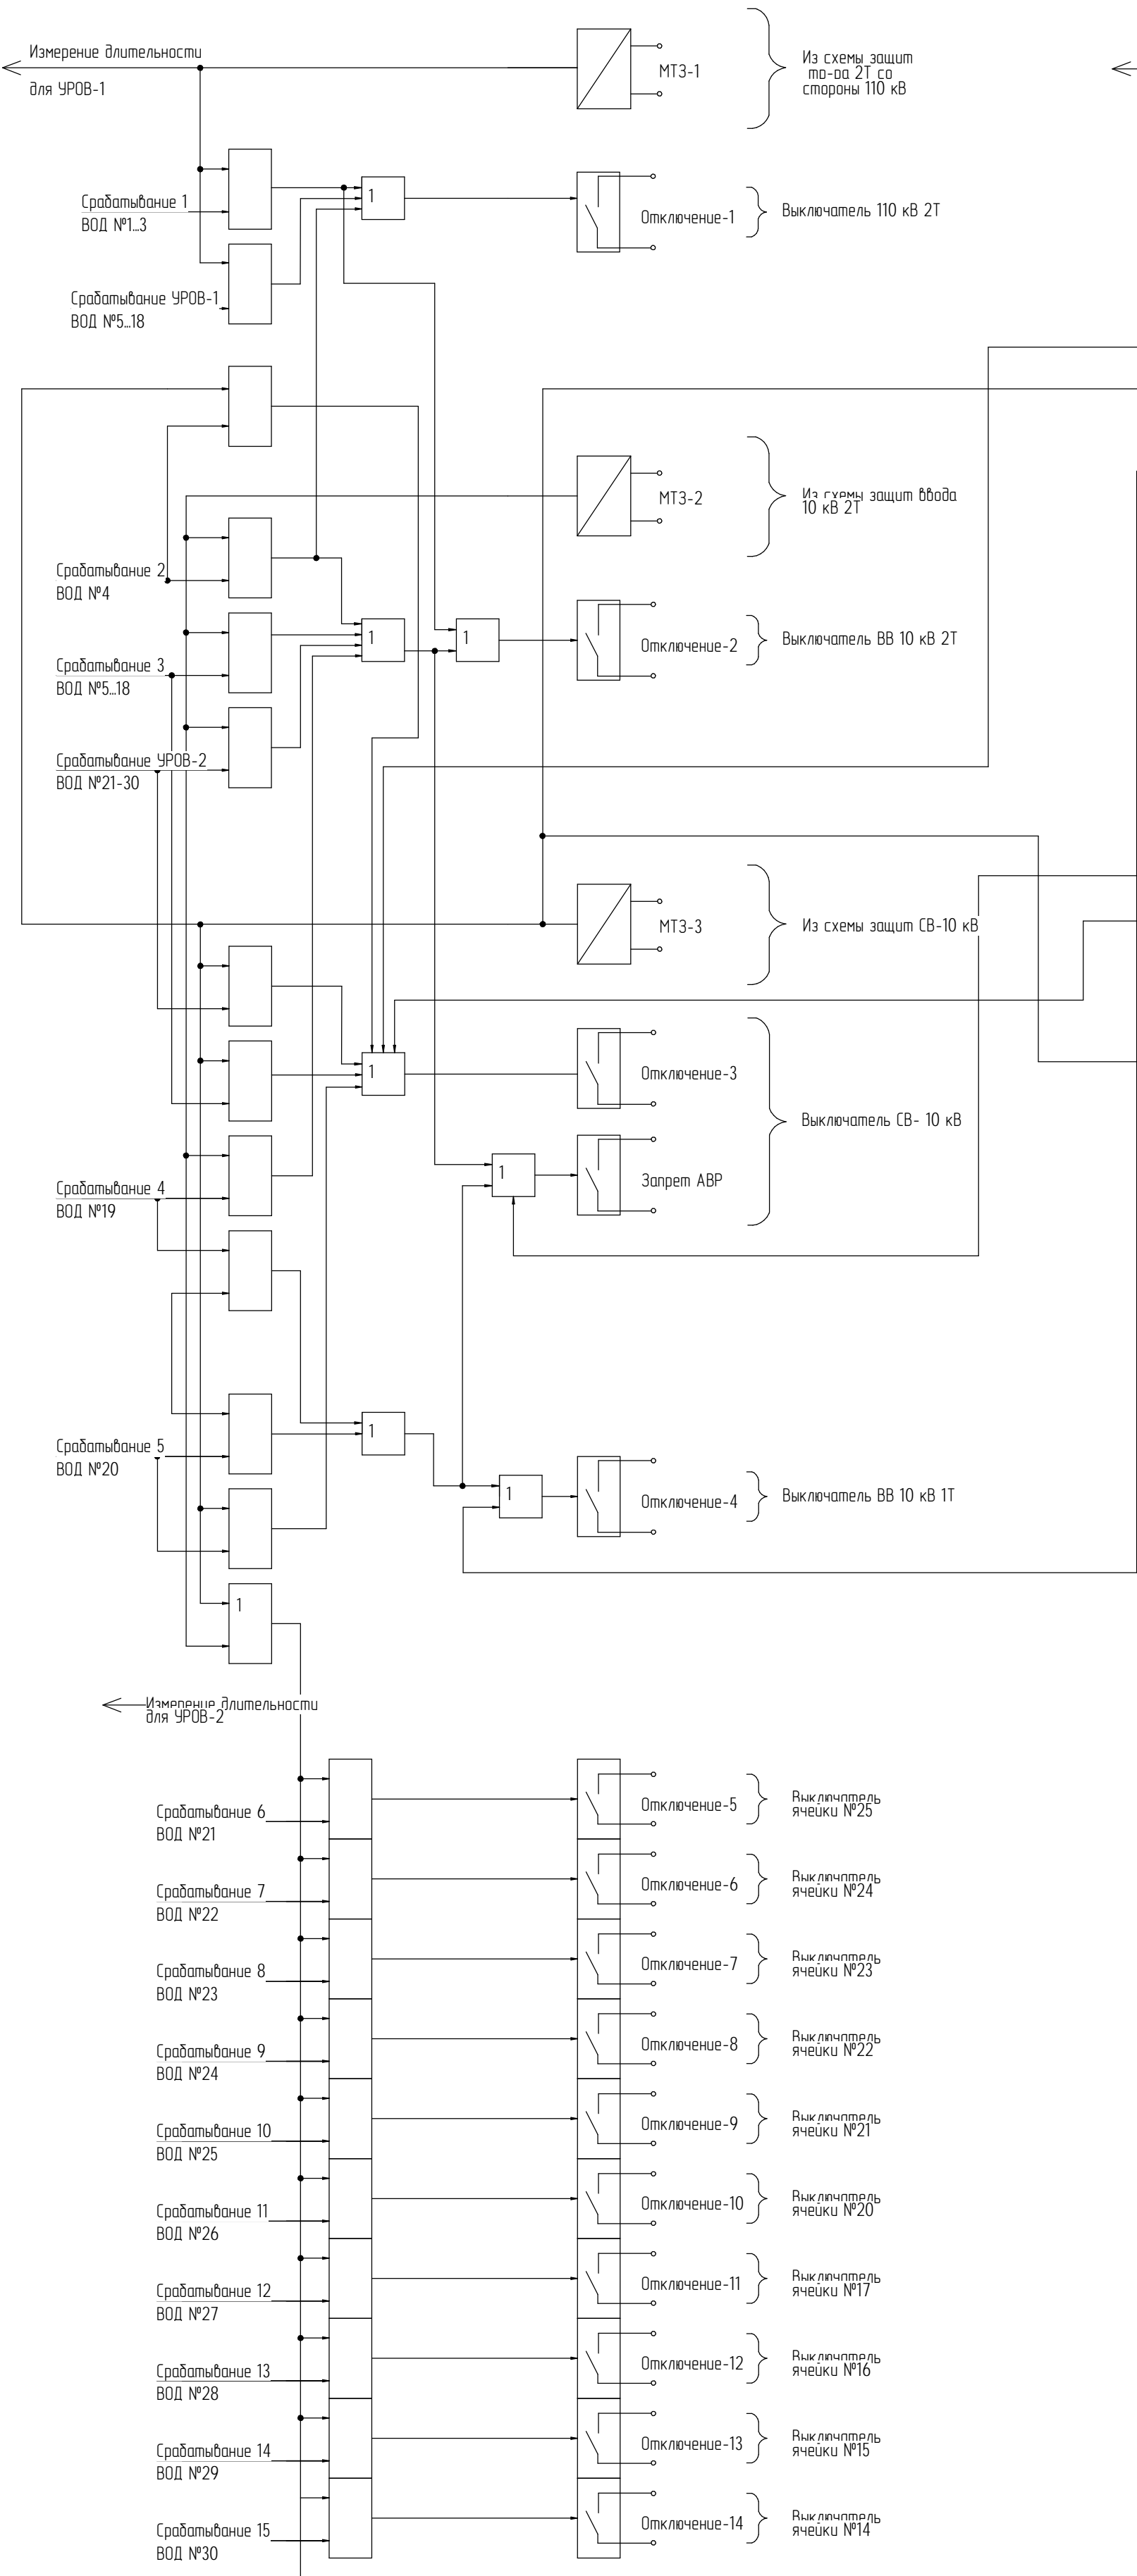 Измерение длительности
для УРОВ-1
МТЗ-1
Из схемы защит
тр-ра 2Т со
стороны 110 кВ
Срабатывание 1
ВОД №1...3
1
Отключение-1
Выключатель 110 кВ 2Т
Срабатывание УРОВ-1
ВОД №5...18
МТЗ-2
Из схемы защит ввода
10 кВ 2Т
Срабатывание 2
ВОД №4
1
1
Отключение-2
Выключатель ВВ 10 кВ 2Т
Срабатывание 3
ВОД №5...18
Срабатывание УРОВ-2
ВОД №21-30
МТЗ-3
Из схемы защит СВ-10 кВ
1
Отключение-3
Выключатель СВ- 10 кВ
1
Запрет АВР
Срабатывание 4
ВОД №19
1
Срабатывание 5
ВОД №20
1
Отключение-4
Выключатель ВВ 10 кВ 1Т
1
Измерение длительности
для УРОВ-2
Срабатывание 6
ВОД №21
Отключение-5
Выключатель
ячейки №25
Срабатывание 7
ВОД №22
Отключение-6
Выключатель
ячейки №24
Срабатывание 8
ВОД №23
Отключение-7
Выключатель
ячейки №23
Срабатывание 9
ВОД №24
Отключение-8
Выключатель
ячейки №22
Срабатывание 10
ВОД №25
Отключение-9
Выключатель
ячейки №21
Срабатывание 11
ВОД №26
Отключение-10
Выключатель
ячейки №20
Срабатывание 12
ВОД №27
Отключение-11
Выключатель
ячейки №17
Срабатывание 13
ВОД №28
Отключение-12
Выключатель
ячейки №16
Срабатывание 14
ВОД №29
Отключение-13
Выключатель
ячейки №15
Срабатывание 15
ВОД №30
Отключение-14
Выключатель
ячейки №14